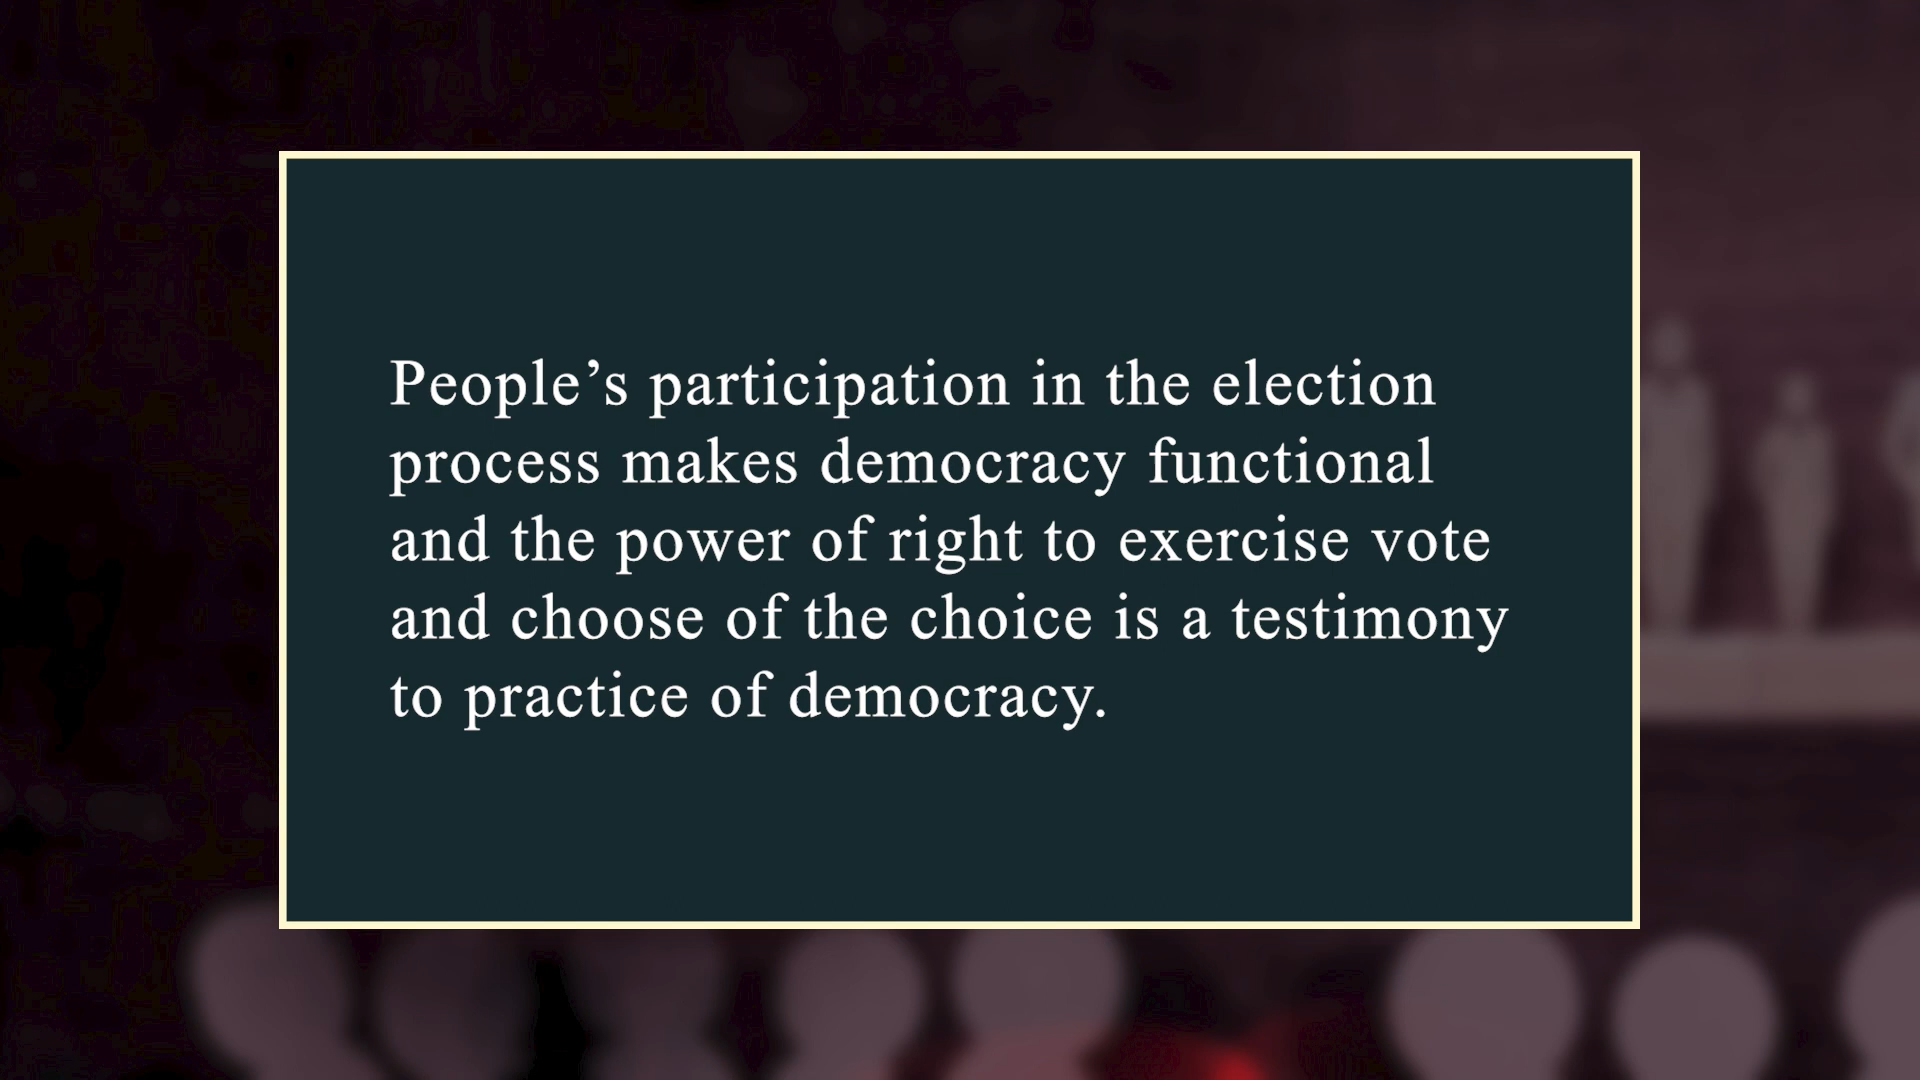 People’s participation in the election
process makes democracy functional
and the power of right to exercise vote
and choose of the choice is a testimony
to practice of democracy.